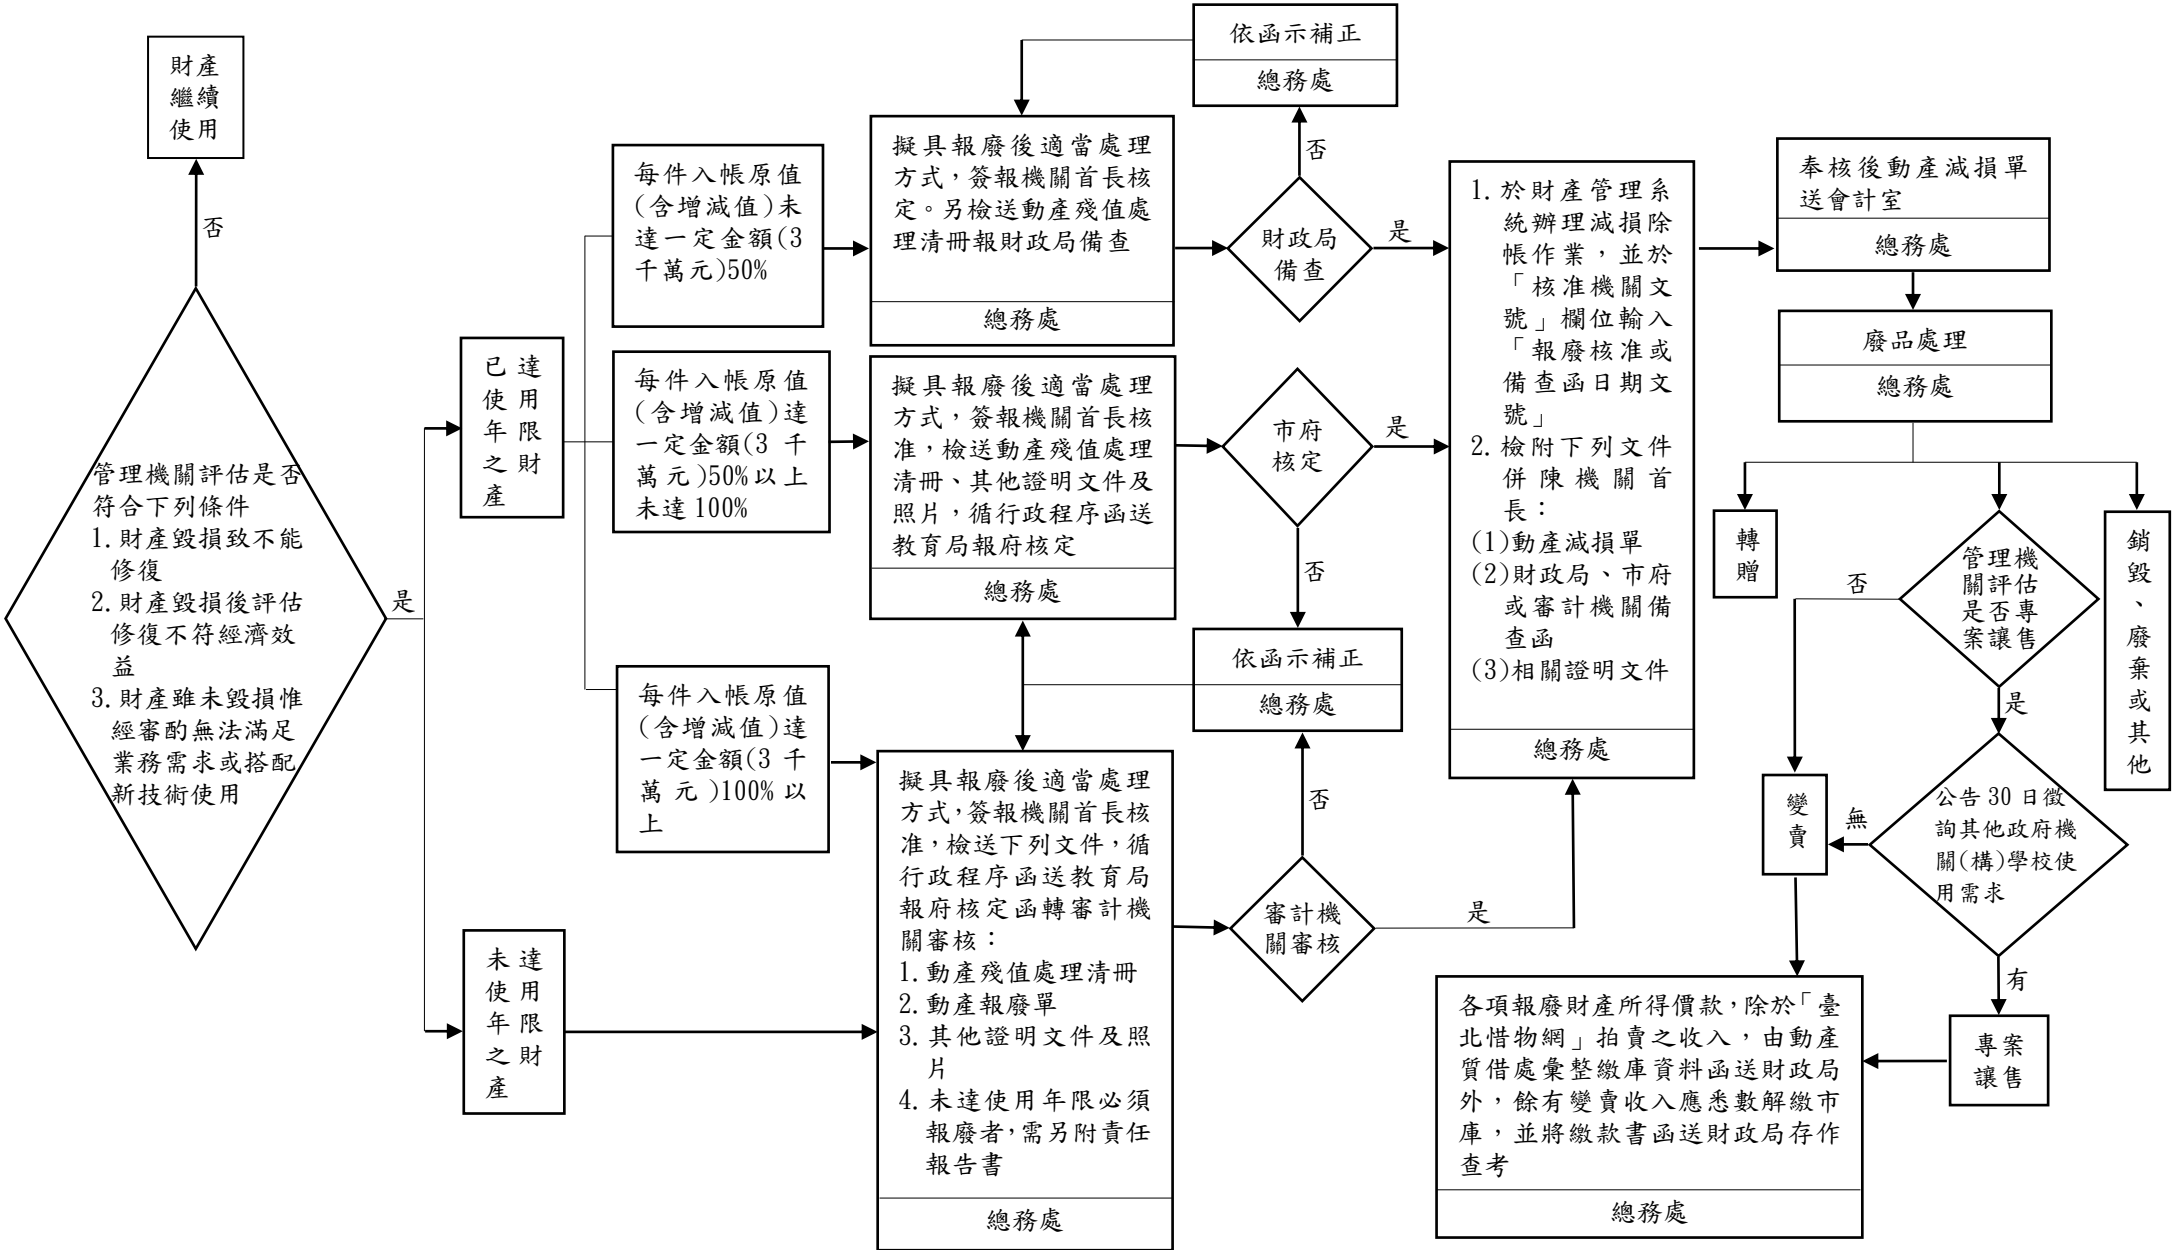 財產
繼續
使用
否
管理機關評估是否
符合下列條件
1. 財產毀損致不能
修復
2. 財產毀損後評估
修復不符經濟效
益
3. 財產雖未毀損惟
經審酌無法滿足
業務需求或搭配
新技術使用
是
已達
使用
年限
之財
產
未達
使用
年限
之財
產
每件入帳原值
(含增減值)未
達一定金額(3
千萬元)50%
每件入帳原值
(含增減值)達
一定金額(3 千
萬元)50%以上
未達 100%
每件入帳原值
(含增減值)達
一定金額(3 千
萬元)100%以
上
擬具報廢後適當處理
方式，簽報機關首長核
定。另檢送動產殘值處
理清冊報財政局備查
總務處
擬具報廢後適當處理
方式，簽報機關首長核
准，檢送動產殘值處理
清冊、其他證明文件及
照片，循行政程序函送
教育局報府核定
總務處
擬具報廢後適當處理
方式，簽報機關首長核
准，檢送下列文件，循
行政程序函送教育局
報府核定函轉審計機
關審核：
1. 動產殘值處理清冊
2. 動產報廢單
3. 其他證明文件及照
片
4. 未達使用年限必須
報廢者，需另附責任
報告書
總務處
依函示補正
總務處
否
財政局
備查
是
市府
核定
是
否
依函示補正
總務處
否
審計機
關審核
是
1. 於財產管理系
統辦理減損除
帳作業，並於
「核准機關文
號」欄位輸入
「報廢核准或
備查函日期文
號」
2. 檢附下列文件
併陳機關首
長：
(1)動產減損單
(2)財政局、市府
或審計機關備
查函
(3)相關證明文件
總務處
奉核後動產減損單
送會計室
總務處
廢品處理
總務處
轉
贈
管理機
關評估
是否專
案讓售
否
是
銷
毀
、
廢
棄
或
其
他
變
賣
無
公告 30 日徵
詢其他政府機
關(構)學校使
用需求
有
專案
讓售
各項報廢財產所得價款，除於「臺
北惜物網」拍賣之收入，由動產
質借處彙整繳庫資料函送財政局
外，餘有變賣收入應悉數解繳市
庫，並將繳款書函送財政局存作
查考
總務處